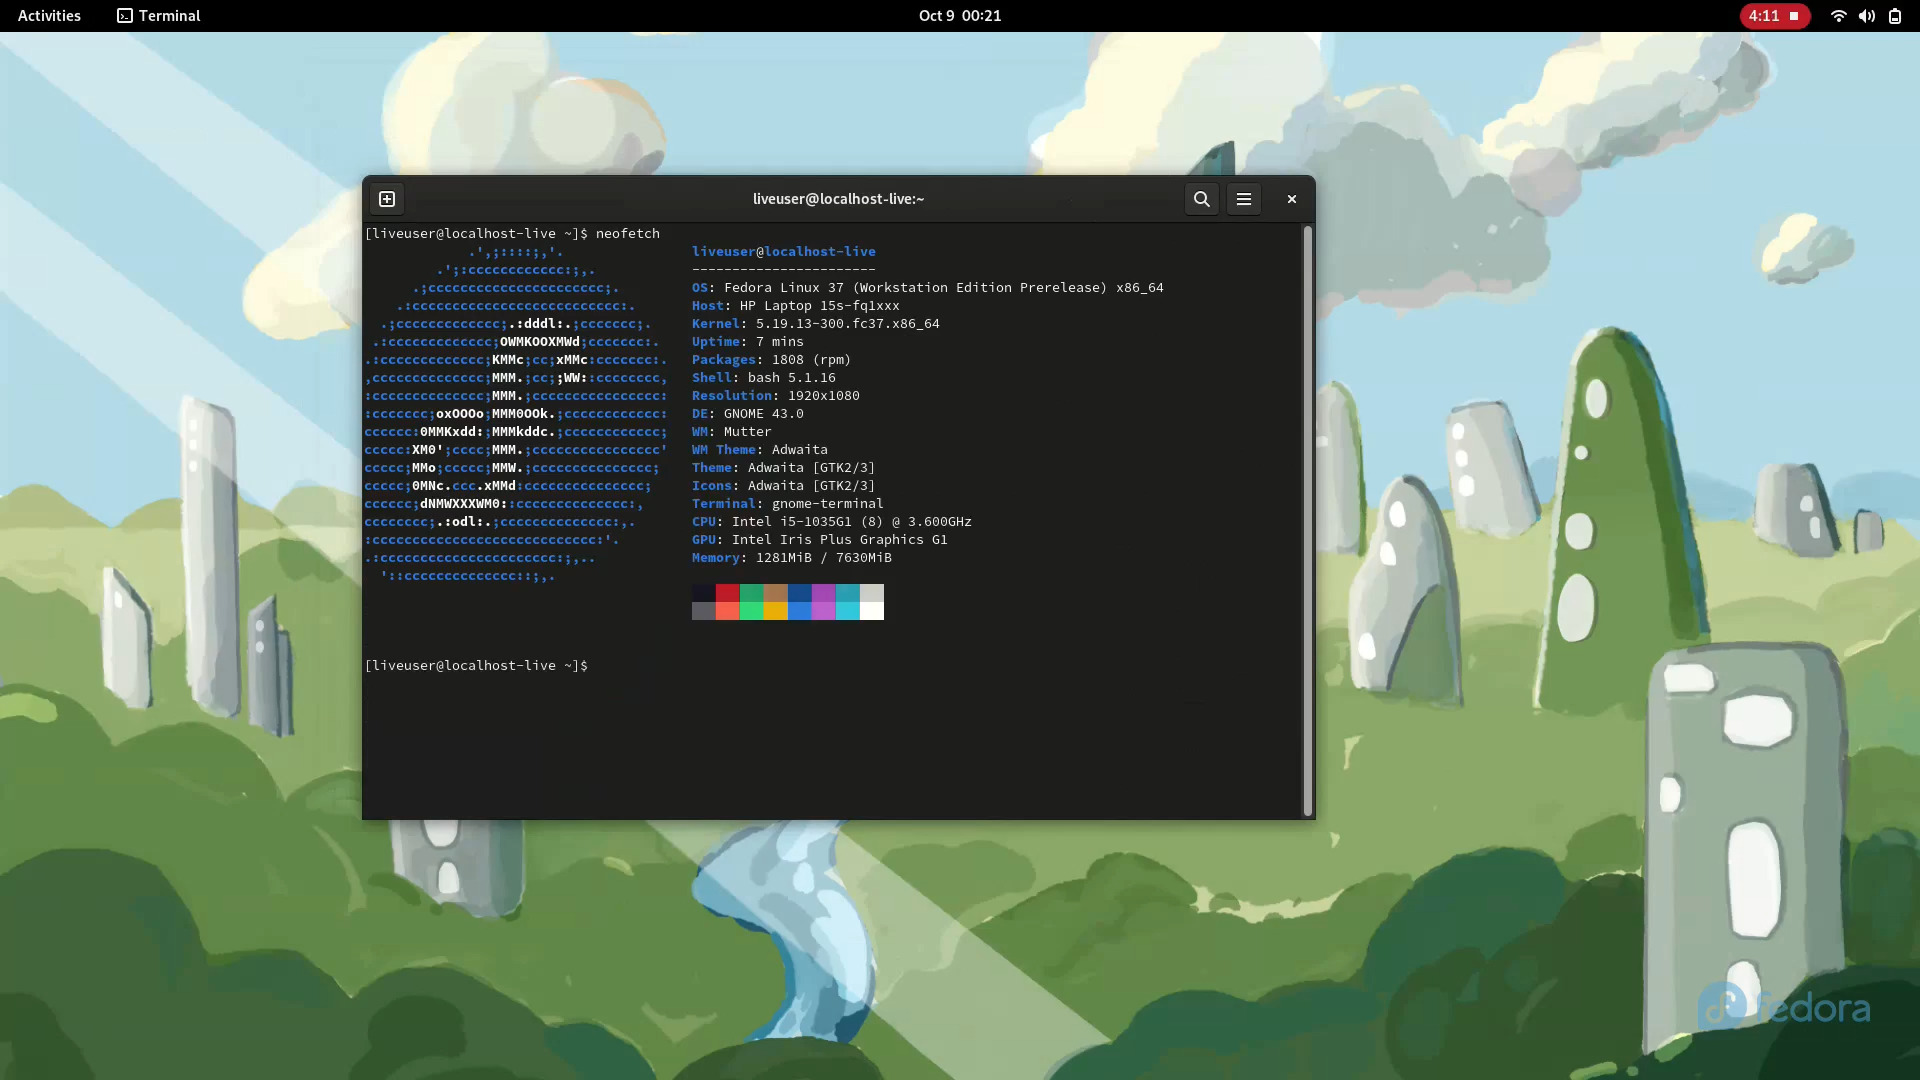 Activities Terminal Oct 9 00:21 4:11
liveuser@localhost-live:~
[liveuser@localhost-live ~]$ neofetch
             .',;::::;,'.                liveuser@localhost-live
         .';:cccccccccccc:;,.            -----------------------
      .;cccccccccccccccccccccc;.         OS: Fedora Linux 37 (Workstation Edition Prerelease) x86_64
    .:cccccccccccccccccccccccccc:.       Host: HP Laptop 15s-fq1xxx
  .;ccccccccccccc;.:dddl:.;ccccccc;.     Kernel: 5.19.13-300.fc37.x86_64
 .:ccccccccccccc;OWMKOOXMWd;ccccccc:.    Uptime: 7 mins
.:ccccccccccccc;KMMc;cc;xMMc:ccccccc:.   Packages: 1808 (rpm)
,cccccccccccccc;MMM.;cc;;WW::cccccccc,   Shell: bash 5.1.16
:cccccccccccccc;MMM.;cccccccccccccccc:   Resolution: 1920x1080
:ccccccc;oxOOOo;MMM0OOk.;cccccccccccc:   DE: GNOME 43.0
cccccc:0MMKxdd:;MMMkddc.;cccccccccccc;   WM: Mutter
ccccc:XM0';cccc;MMM.;cccccccccccccccc'   WM Theme: Adwaita
ccccc;MMo;ccccc;MMW.;ccccccccccccccc;    Theme: Adwaita [GTK2/3]
ccccc;0MNc.ccc.xMMd:ccccccccccccccc;     Icons: Adwaita [GTK2/3]
cccccc;dNMWXXXWM0::cccccccccccccc:,      Terminal: gnome-terminal
cccccccc;.:odl:.;cccccccccccccc:,.       CPU: Intel i5-1035G1 (8) @ 3.600GHz
:cccccccccccccccccccccccccccc:'.         GPU: Intel Iris Plus Graphics G1
.:cccccccccccccccccccccc:;,..            Memory: 1281MiB / 7630MiB
  '::cccccccccccccc::;,.
[liveuser@localhost-live ~]$
fedora